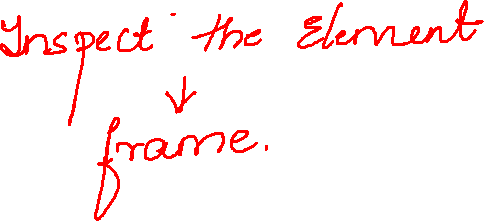 Inspect the Element
↓
frame.